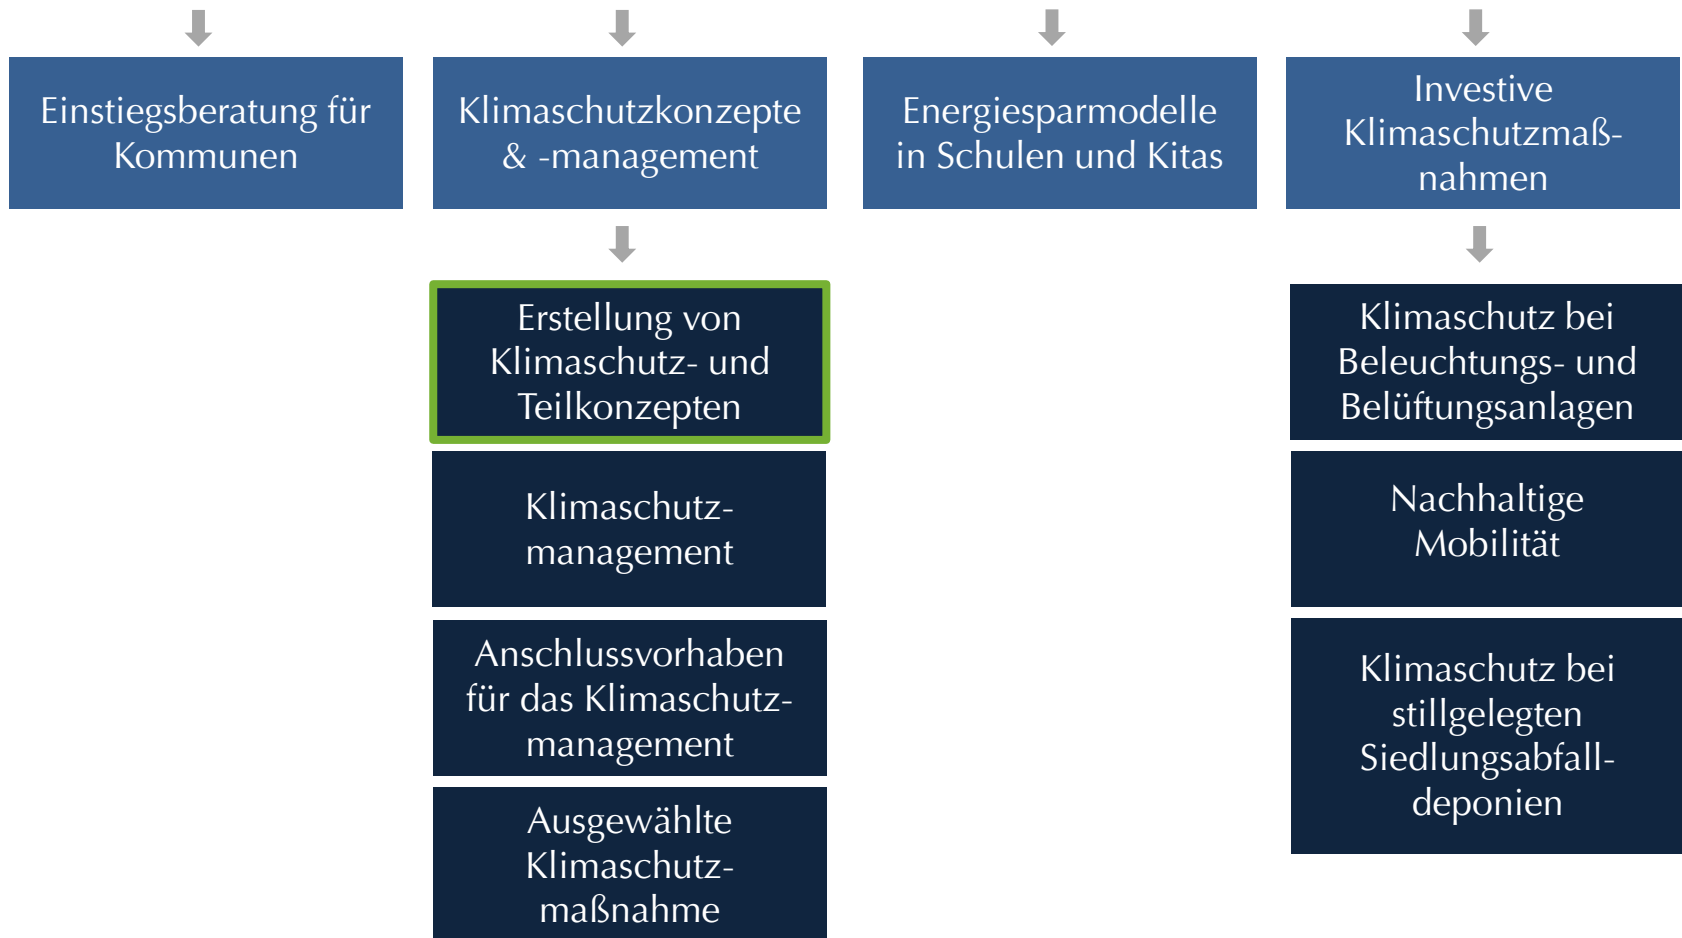 Einstiegsberatung für
Kommunen
Klimaschutzkonzepte
& -management
Energiesparmodelle
in Schulen und Kitas
Investive
Klimaschutzmaß-
nahmen
Erstellung von
Klimaschutz- und
Teilkonzepten
Klimaschutz-
management
Anschlussvorhaben
für das Klimaschutz-
management
Ausgewählte
Klimaschutz-
maßnahme
Klimaschutz bei
Beleuchtungs- und
Belüftungsanlagen
Nachhaltige
Mobilität
Klimaschutz bei
stillgelegten
Siedlungsabfall-
deponien